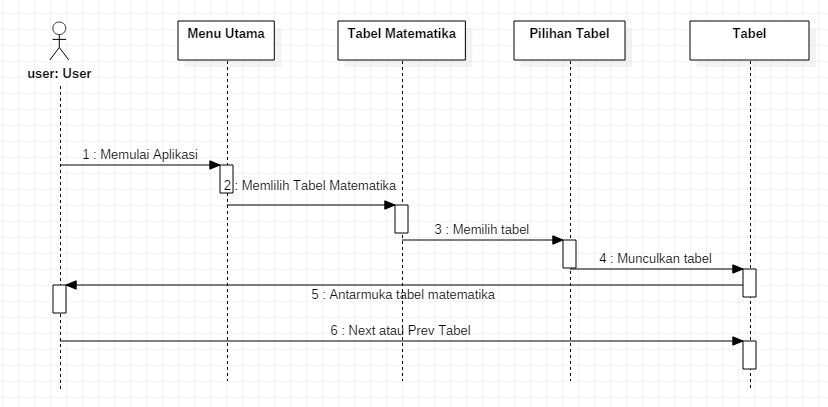 Menu Utama
Tabel Matematika
Pilihan Tabel
Tabel
user: User
1 : Memulai Aplikasi
2 : Memlilih Tabel Matematika
3 : Memilih tabel
4 : Munculkan tabel
5 : Antarmuka tabel matematika
6 : Next atau Prev Tabel